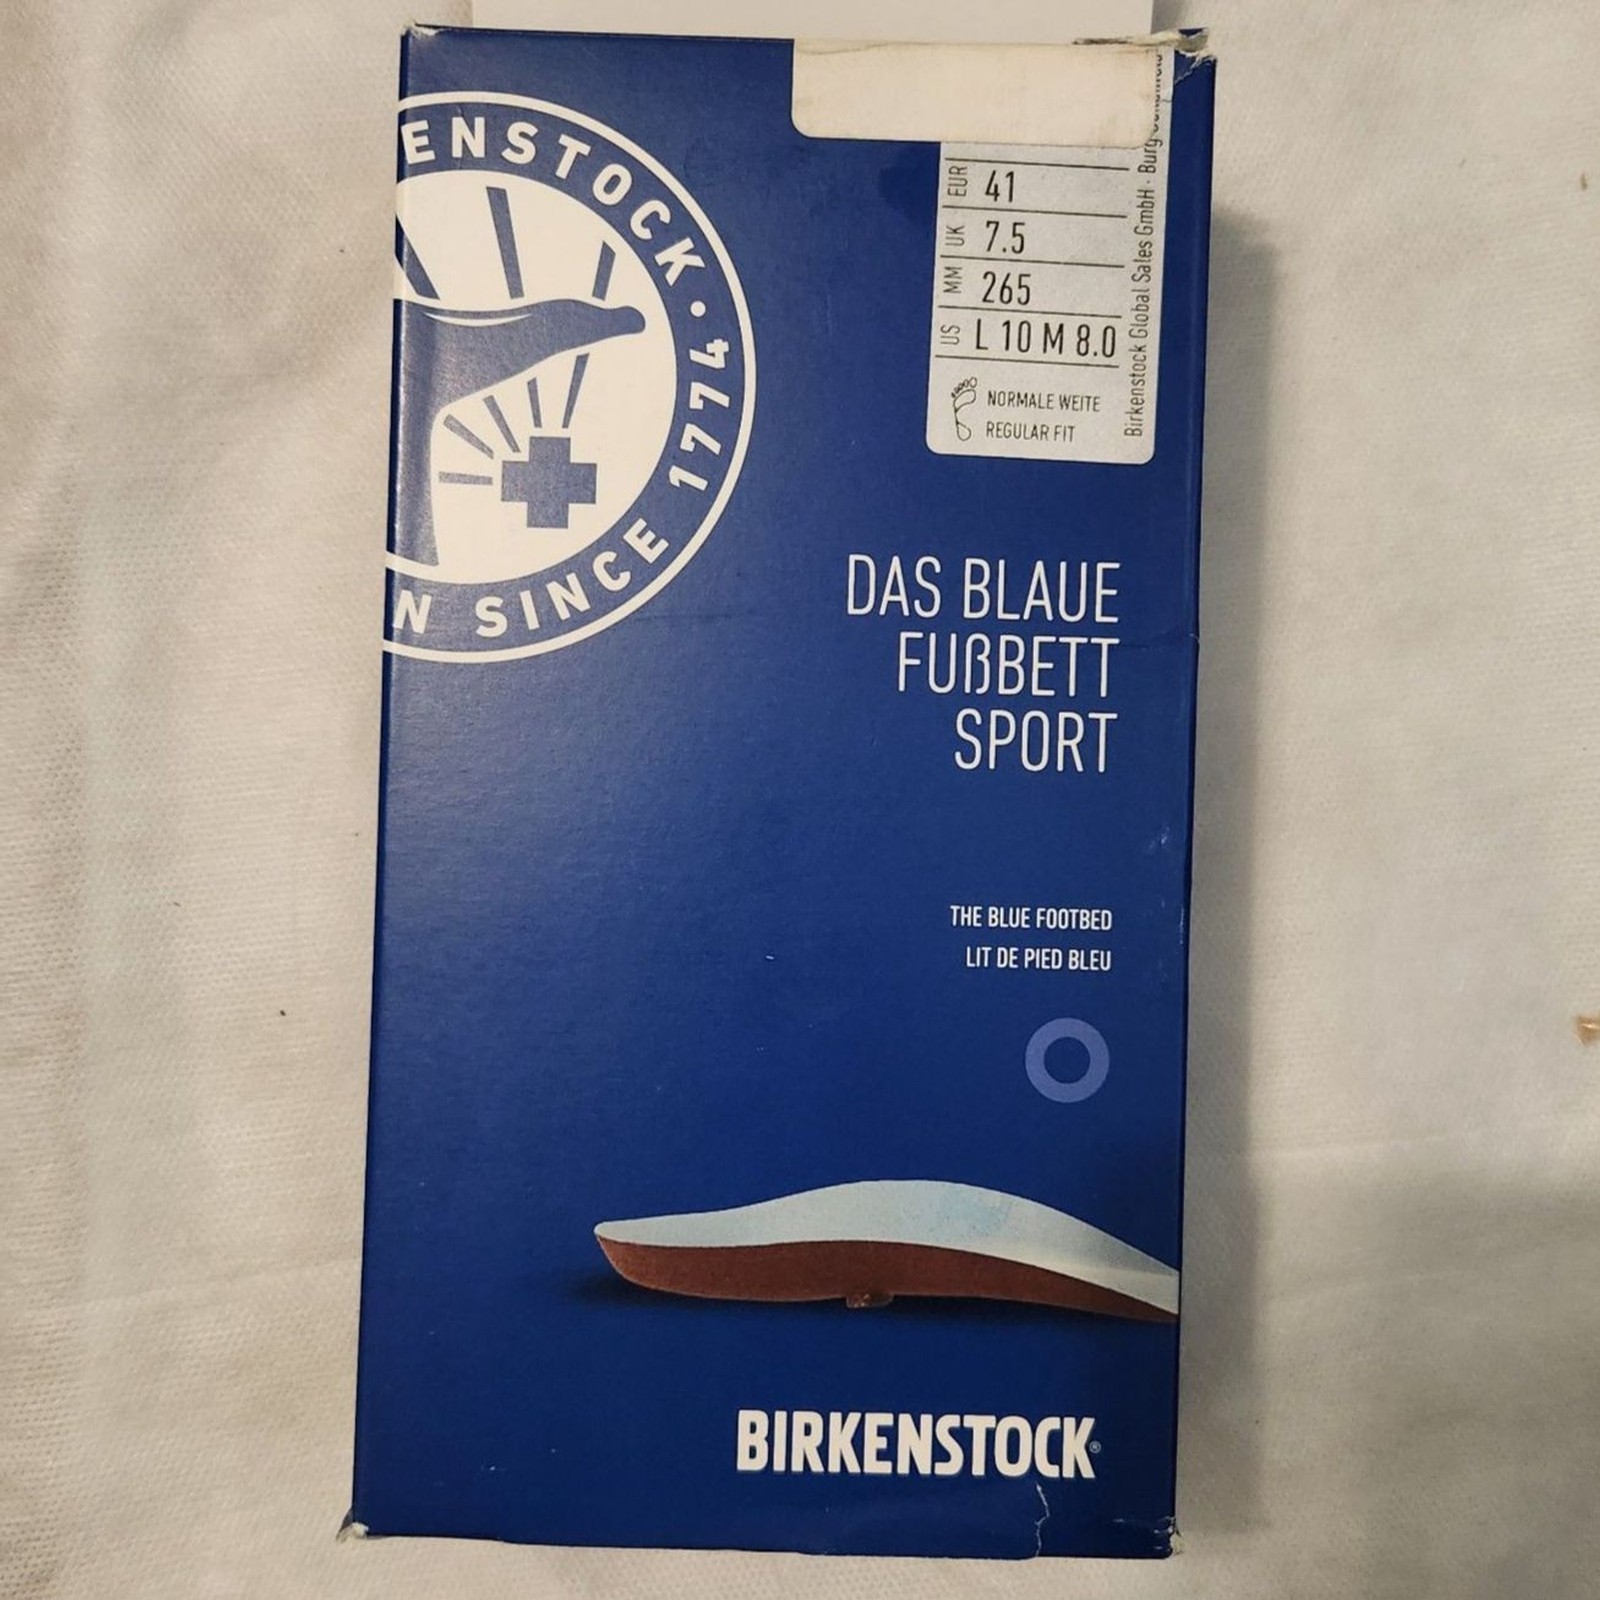 ENSTOCK • 1774
N SINCE
EUR 41
UK 7.5
MM 265
US L 10 M 8.0
NORMALE WEITE
REGULAR FIT
Birkenstock Global Sales GmbH · Burg
DAS BLAUE
FUßBETT
SPORT
THE BLUE FOOTBED
LIT DE PIED BLEU
BIRKENSTOCK®